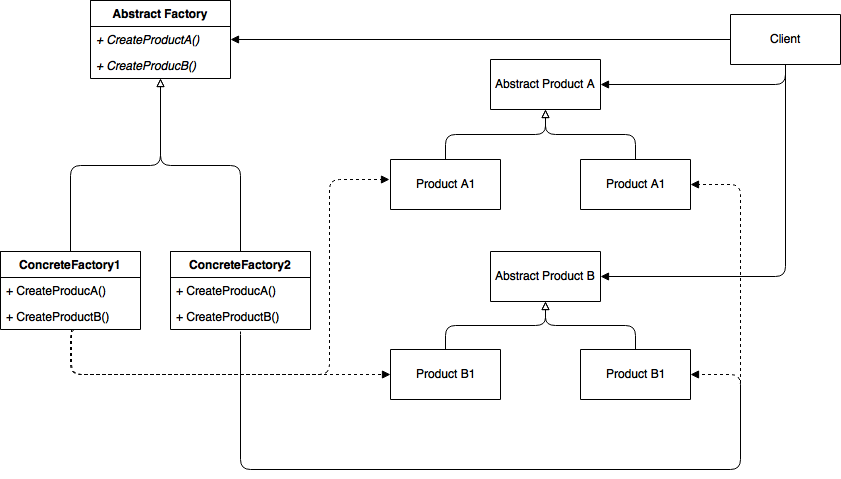 Abstract Factory
+ CreateProductA()
+ CreateProducB()
Client
Abstract Product A
Product A1
Product A1
ConcreteFactory1
+ CreateProducA()
+ CreateProductB()
ConcreteFactory2
+ CreateProducA()
+ CreateProductB()
Abstract Product B
Product B1
Product B1